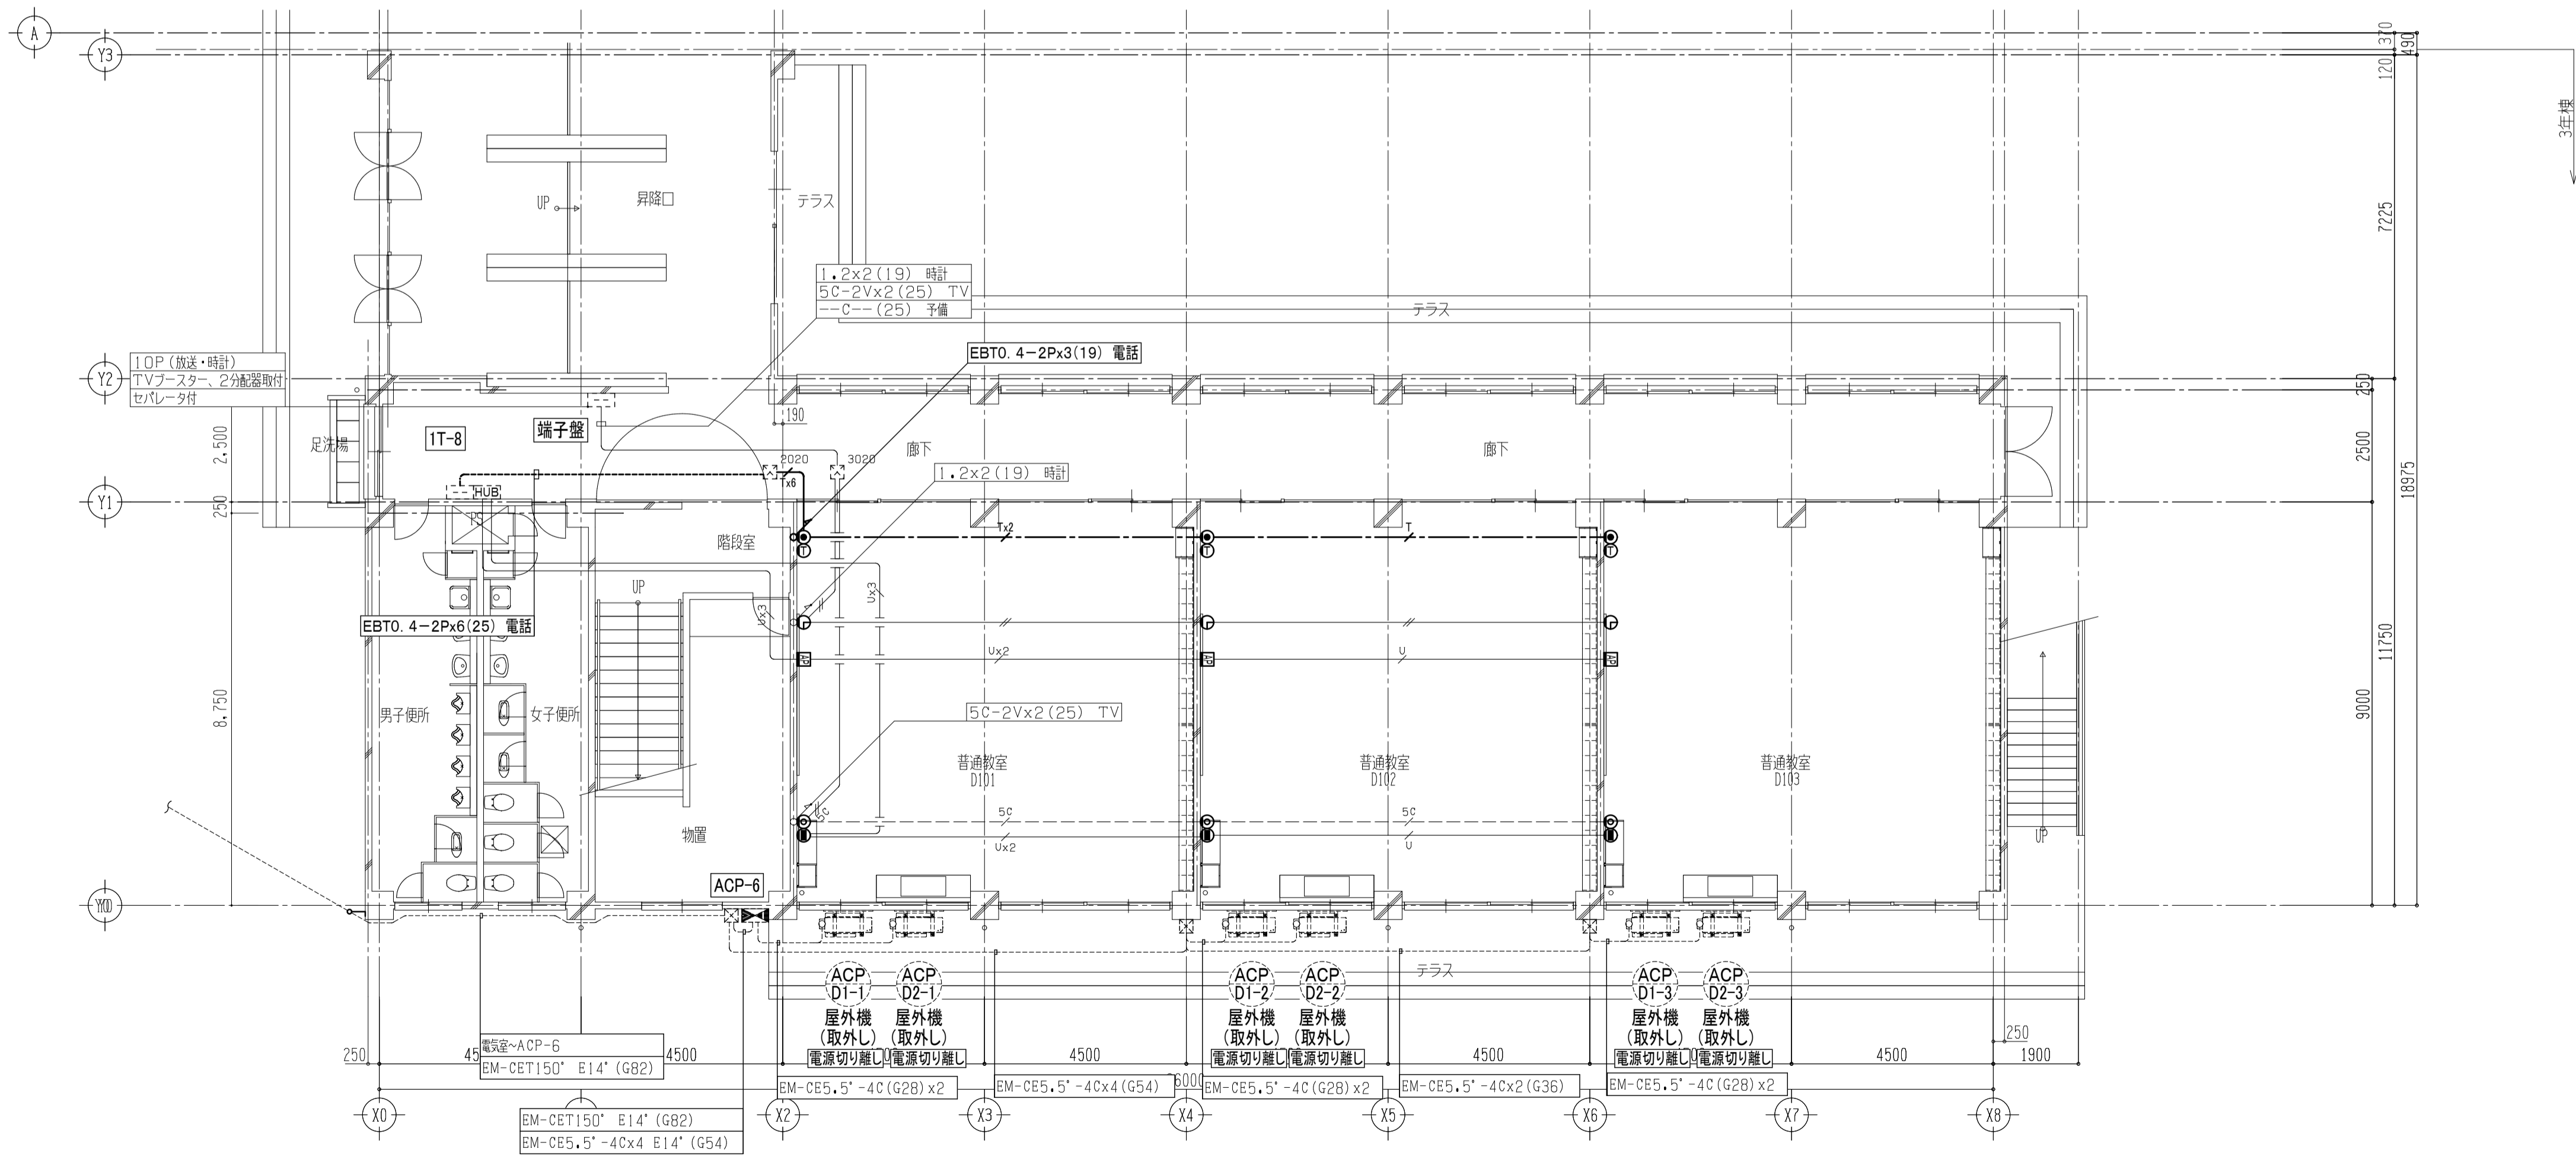 A
Y3
370
490
120
3年棟
7225
UP
昇降口
テラス
1.2x2(19) 時計
5C-2Vx2(25) TV
--C--(25) 予備
テラス
EBT0.4-2Px3(19) 電話
Y2
10P(放送・時計)
TVブースター、2分配器取付
セパレータ付
250
190
端子盤
1T-8
足洗場
廊下
廊下
2,500
2500
18975
2020
3020
Tx6
1.2x2(19) 時計
HUB
Y1
250
PS
階段室
Tx2
T
T
T
T
UP
Ux3
Ux3
EBT0.4-2Px6(25) 電話
11750
AP
Ux2
AP
U
AP
8,750
9000
男子便所
女子便所
5C-2Vx2(25) TV
普通教室
D101
普通教室
D102
普通教室
D103
物置
5C
5C
5C
Ux2
U
UP
ACP-6
ACP
D1-1
ACP
D2-1
ACP
D1-2
ACP
D2-2
ACP
D1-3
ACP
D2-3
テラス
屋外機
(取外し)
電源切り離し
屋外機
(取外し)
電源切り離し
屋外機
(取外し)
電源切り離し
屋外機
(取外し)
電源切り離し
屋外機
(取外し)
電源切り離し
屋外機
(取外し)
電源切り離し
250
電気室~ACP-6
EM-CET150° E14°(G82)
4500
4500
4500
4500
250
1900
EM-CE5.5°-4C(G28)x2
EM-CE5.5°-4Cx4(G54)
EM-CE5.5°-4C(G28)x2
EM-CE5.5°-4Cx2(G36)
EM-CE5.5°-4C(G28)x2
X0
X2
X3
X4
X5
X6
X7
X8
EM-CET150° E14°(G82)
EM-CE5.5°-4Cx4 E14°(G54)